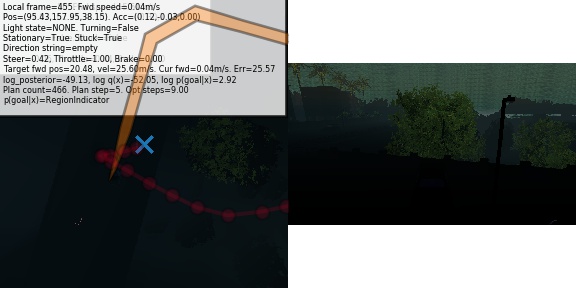 Local frame=455: Fwd speed=0.04m/s
Pos=(95.43,157.95,38.15). Acc=(0.12,-0.03,0.00)
Light state=NONE. Turning=False
Stationary=True. Stuck=True
Direction string=empty
Steer=0.42, Throttle=1.00, Brake=0.00
Target fwd pos=20.48, vel=25.60m/s. Cur fwd=0.04m/s. Err=25.57
log_posterior=-49.13, log q(x)=-52.05, log p(goal|x)=2.92
Plan count=466. Plan step=5. Opt steps=9.00
p(goal|x)=RegionIndicator